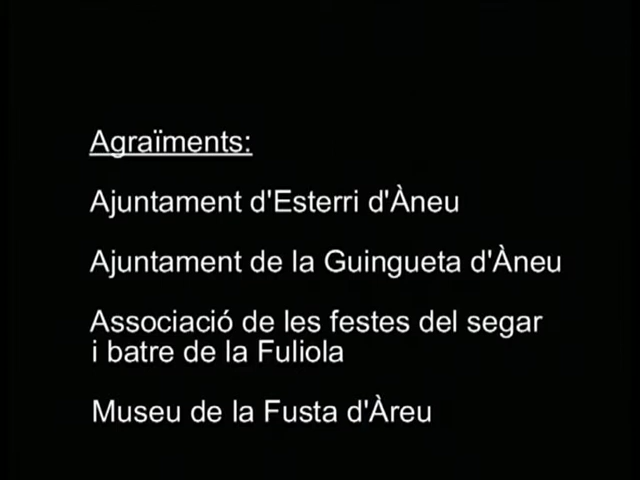 Agraïments:
Ajuntament d'Esterri d'Àneu
Ajuntament de la Guingueta d'Àneu
Associació de les festes del segar
i batre de la Fuliola
Museu de la Fusta d'Àreu